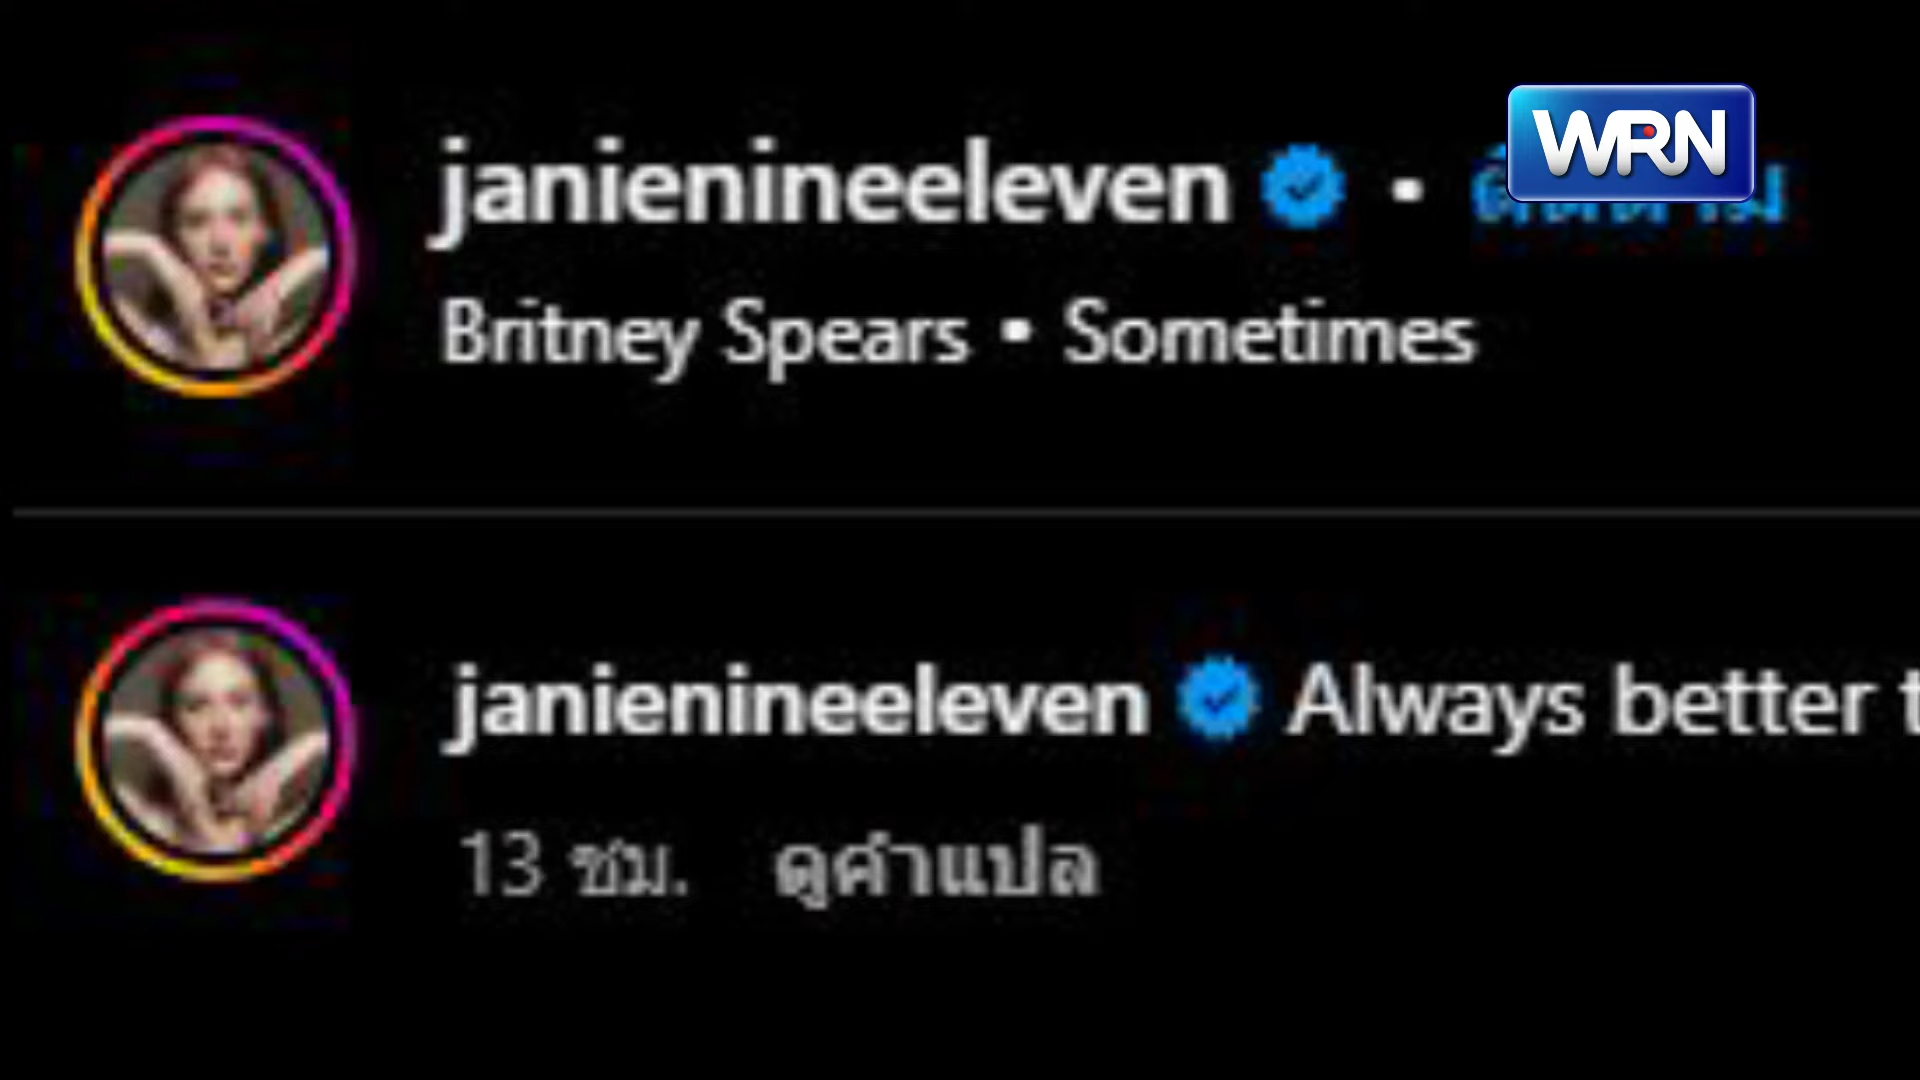 WRN
janienineeleven •
Britney Spears • Sometimes
janienineeleven Always better
13 ชม. ดูคำแปล